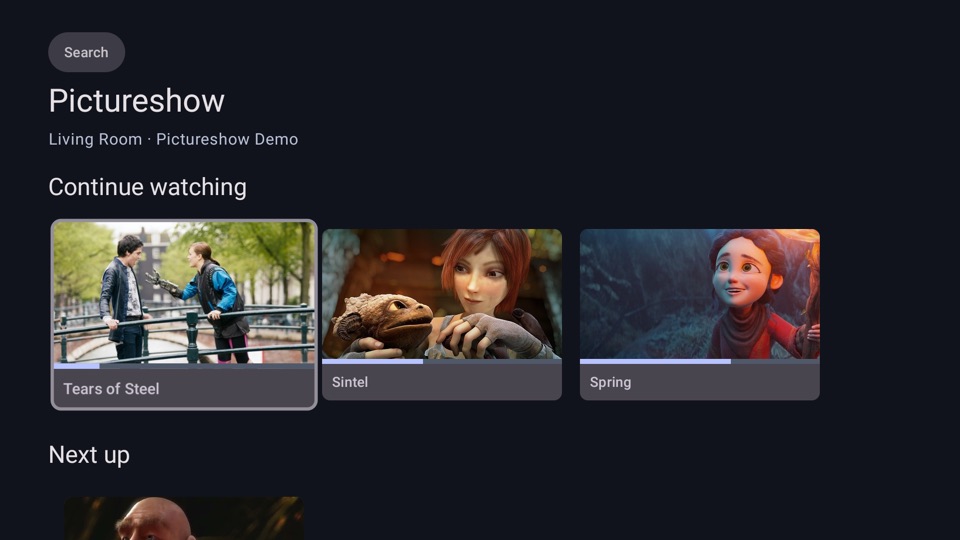 Search
Pictureshow
Living Room · Pictureshow Demo
Continue watching
Tears of Steel
Sintel
Spring
Next up